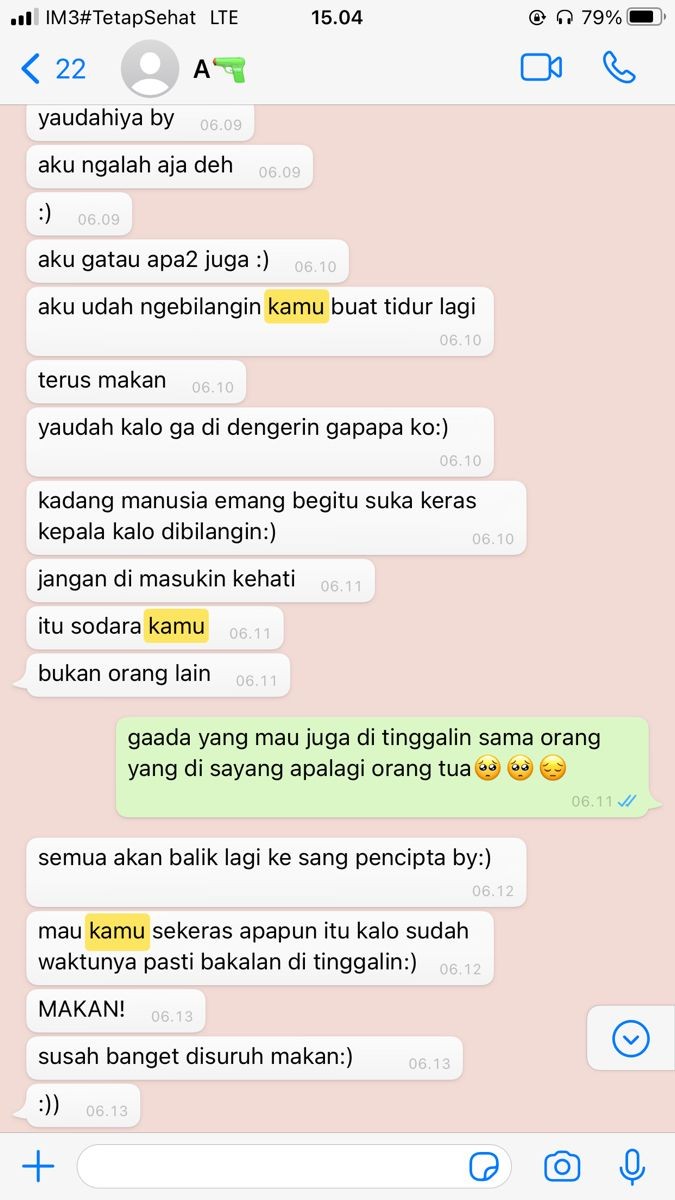 IM3#TetapSehat LTE 15.04 79%
22 A🔫
yaudahiya by 06.09
aku ngalah aja deh 06.09
:) 06.09
aku gatau apa2 juga :) 06.10
aku udah ngebilangin kamu buat tidur lagi
06.10
terus makan 06.10
yaudah kalo ga di dengerin gapapa ko:)
06.10
kadang manusia emang begitu suka keras
kepala kalo dibilangin:) 06.10
jangan di masukin kehati 06.11
itu sodara kamu 06.11
bukan orang lain 06.11
gaada yang mau juga di tinggalin sama orang
yang di sayang apalagi orang tua🥺🥺😔
06.11
semua akan balik lagi ke sang pencipta by:)
06.12
mau kamu sekeras apapun itu kalo sudah
waktunya pasti bakalan di tinggalin:) 06.12
MAKAN! 06.13
susah banget disuruh makan:) 06.13
:)) 06.13